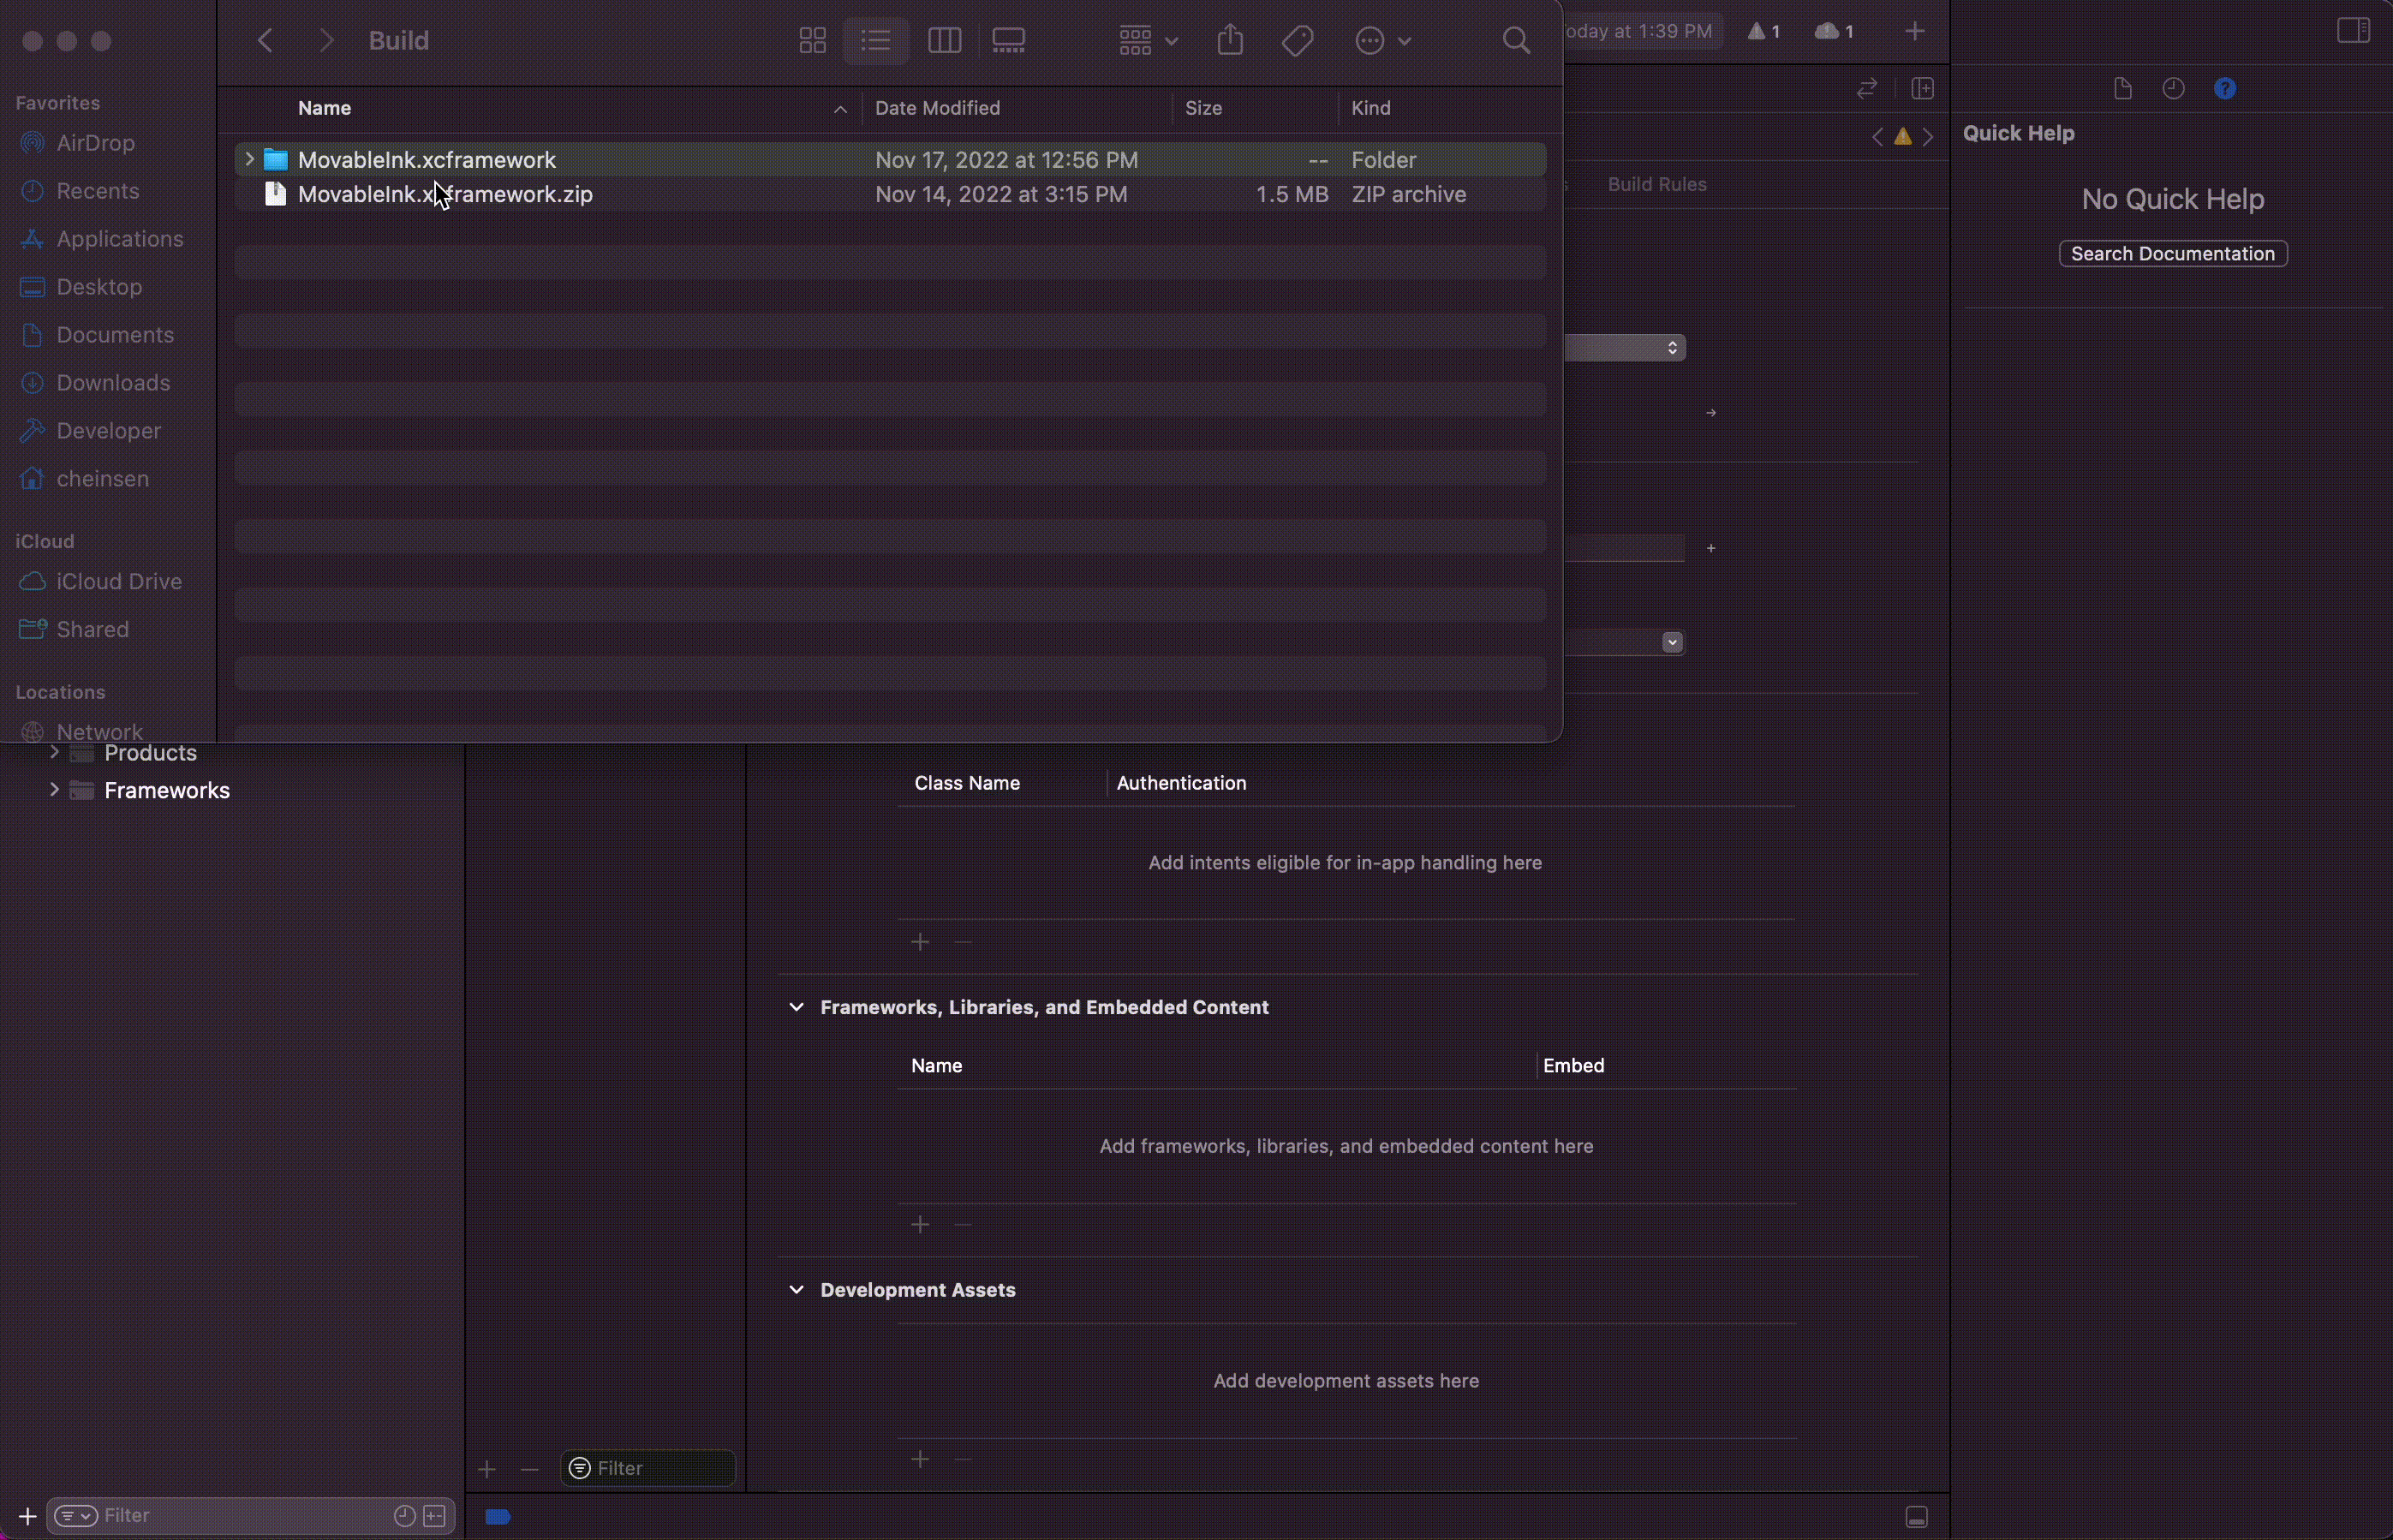 Build
Today at 1:39 PM
1
1
Favorites
AirDrop
Recents
Applications
Desktop
Documents
Downloads
Developer
cheinsen
iCloud
iCloud Drive
Shared
Locations
Network
Name
Date Modified
Size
Kind
MovableInk.xcframework
Nov 17, 2022 at 12:56 PM
--
Folder
MovableInk.xcframework.zip
Nov 14, 2022 at 3:15 PM
1.5 MB
ZIP archive
Build Rules
Quick Help
No Quick Help
Search Documentation
Products
Frameworks
Class Name
Authentication
Add intents eligible for in-app handling here
Frameworks, Libraries, and Embedded Content
Name
Embed
Add frameworks, libraries, and embedded content here
Development Assets
Add development assets here
Filter
Filter